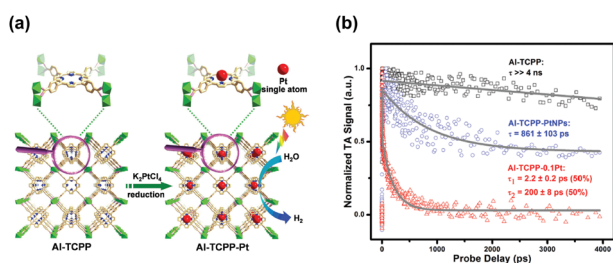 (a)
Pt
single atom
H₂O
K₂PtCl₄
reduction
H₂
Al-TCPP
Al-TCPP-Pt
(b)
Normalized TA Signal (a.u.)
1.0
0.5
0.0
Al-TCPP:
τ >> 4 ns
Al-TCPP-PtNPs:
τ = 861 ± 103 ps
Al-TCPP-0.1Pt:
τ₁ = 2.2 ± 0.2 ps (50%)
τ₂ = 200 ± 8 ps (50%)
0 1000 2000 3000 4000
Probe Delay (ps)